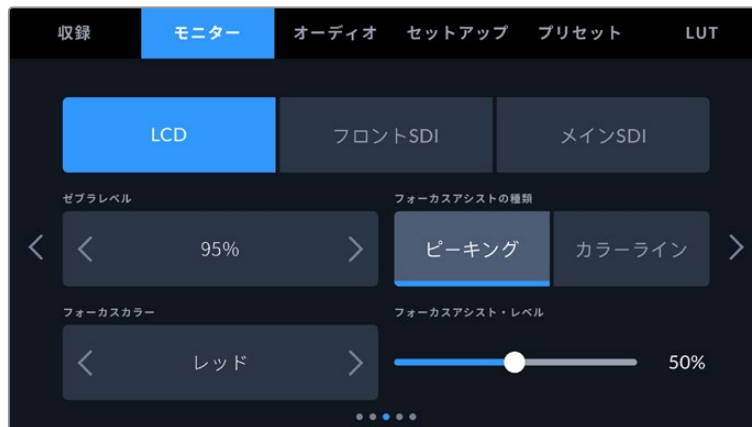 収録 モニター オーディオ セットアップ プリセット LUT
LCD フロントSDI メインSDI
ゼブラレベル フォーカスアシストの種類
95% ピーキング カラーライン
フォーカスカラー フォーカスアシスト・レベル
レッド 50%